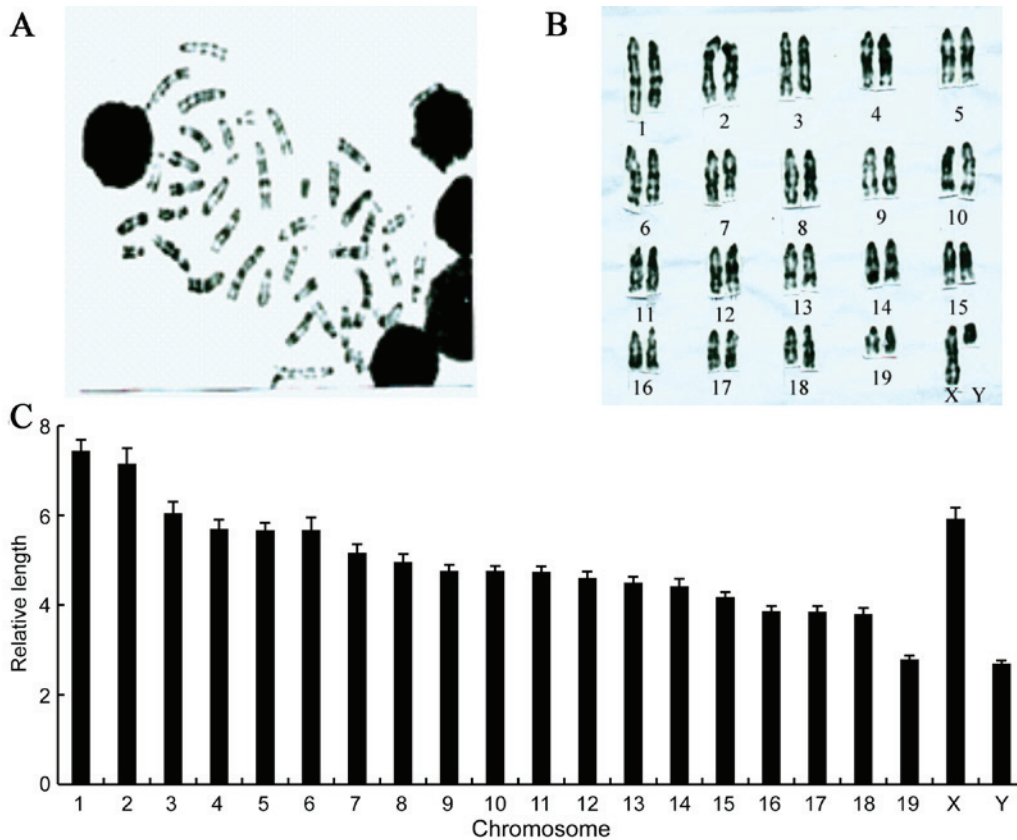 A
B
1 2 3 4 5
6 7 8 9 10
11 12 13 14 15
16 17 18 19 X Y
C
8
6
4
2
0
Relative length
1 2 3 4 5 6 7 8 9 10 11 12 13 14 15 16 17 18 19 X Y
Chromosome